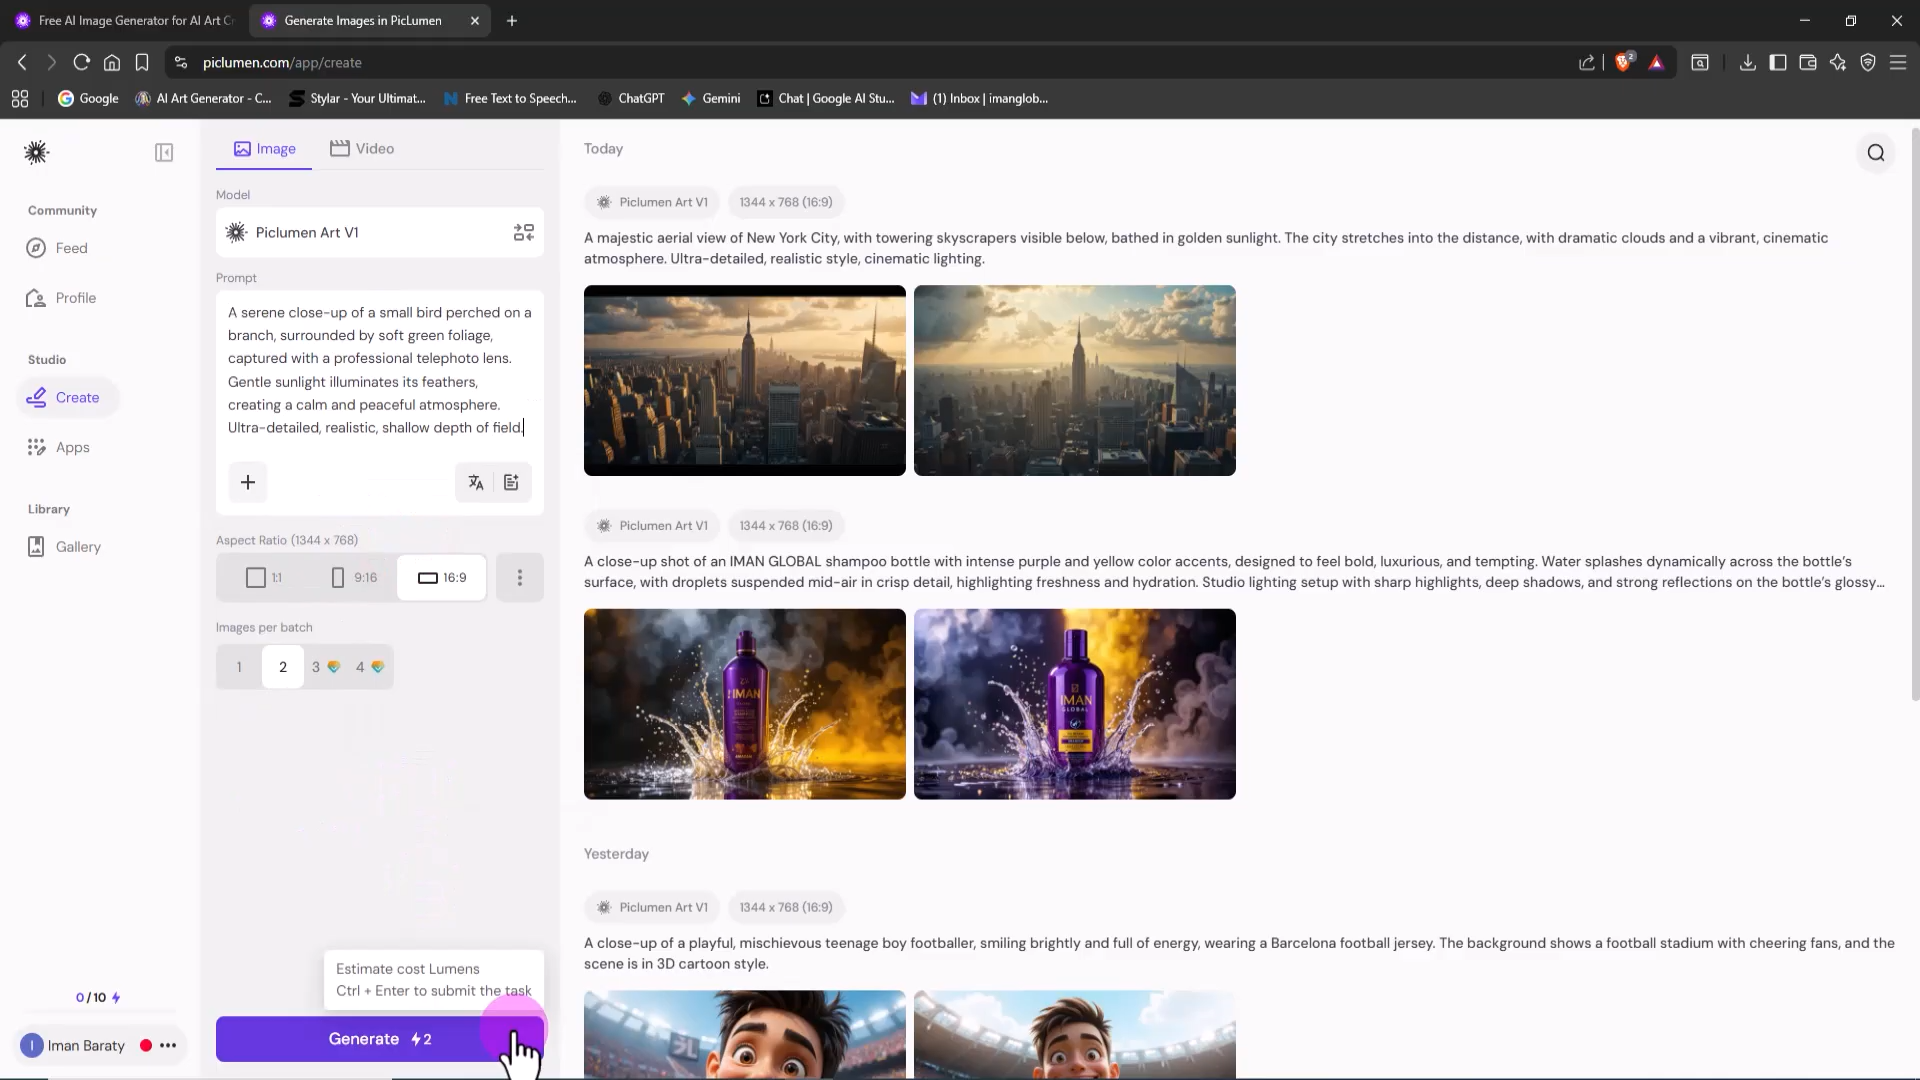 Free AI Image Generator for AI Art Cr
Generate Images in PicLumen
piclumen.com/app/create
2
Google
AI Art Generator - C...
Stylar - Your Ultimat...
Free Text to Speech...
ChatGPT
Gemini
Chat | Google AI Stu...
(1) Inbox | imanglob...
Community
Feed
Profile
Studio
Create
Apps
Library
Gallery
0/10
I
Iman Baraty
Image
Video
Model
Piclumen Art V1
Prompt
A serene close-up of a small bird perched on a
branch, surrounded by soft green foliage,
captured with a professional telephoto lens.
Gentle sunlight illuminates its feathers,
creating a calm and peaceful atmosphere.
Ultra-detailed, realistic, shallow depth of field.
Aspect Ratio (1344 x 768)
1:1
9:16
16:9
Images per batch
1
2
3
4
Estimate cost Lumens
Ctrl + Enter to submit the task
Generate 2
Today
Piclumen Art V1
1344 x 768 (16:9)
A majestic aerial view of New York City, with towering skyscrapers visible below, bathed in golden sunlight. The city stretches into the distance, with dramatic clouds and a vibrant, cinematic
atmosphere. Ultra-detailed, realistic style, cinematic lighting.
Piclumen Art V1
1344 x 768 (16:9)
A close-up shot of an IMAN GLOBAL shampoo bottle with intense purple and yellow color accents, designed to feel bold, luxurious, and tempting. Water splashes dynamically across the bottle's
surface, with droplets suspended mid-air in crisp detail, highlighting freshness and hydration. Studio lighting setup with sharp highlights, deep shadows, and strong reflections on the bottle's glossy...
IMAN
IMAN
GLOBAL
Yesterday
Piclumen Art V1
1344 x 768 (16:9)
A close-up of a playful, mischievous teenage boy footballer, smiling brightly and full of energy, wearing a Barcelona football jersey. The background shows a football stadium with cheering fans, and the
scene is in 3D cartoon style.